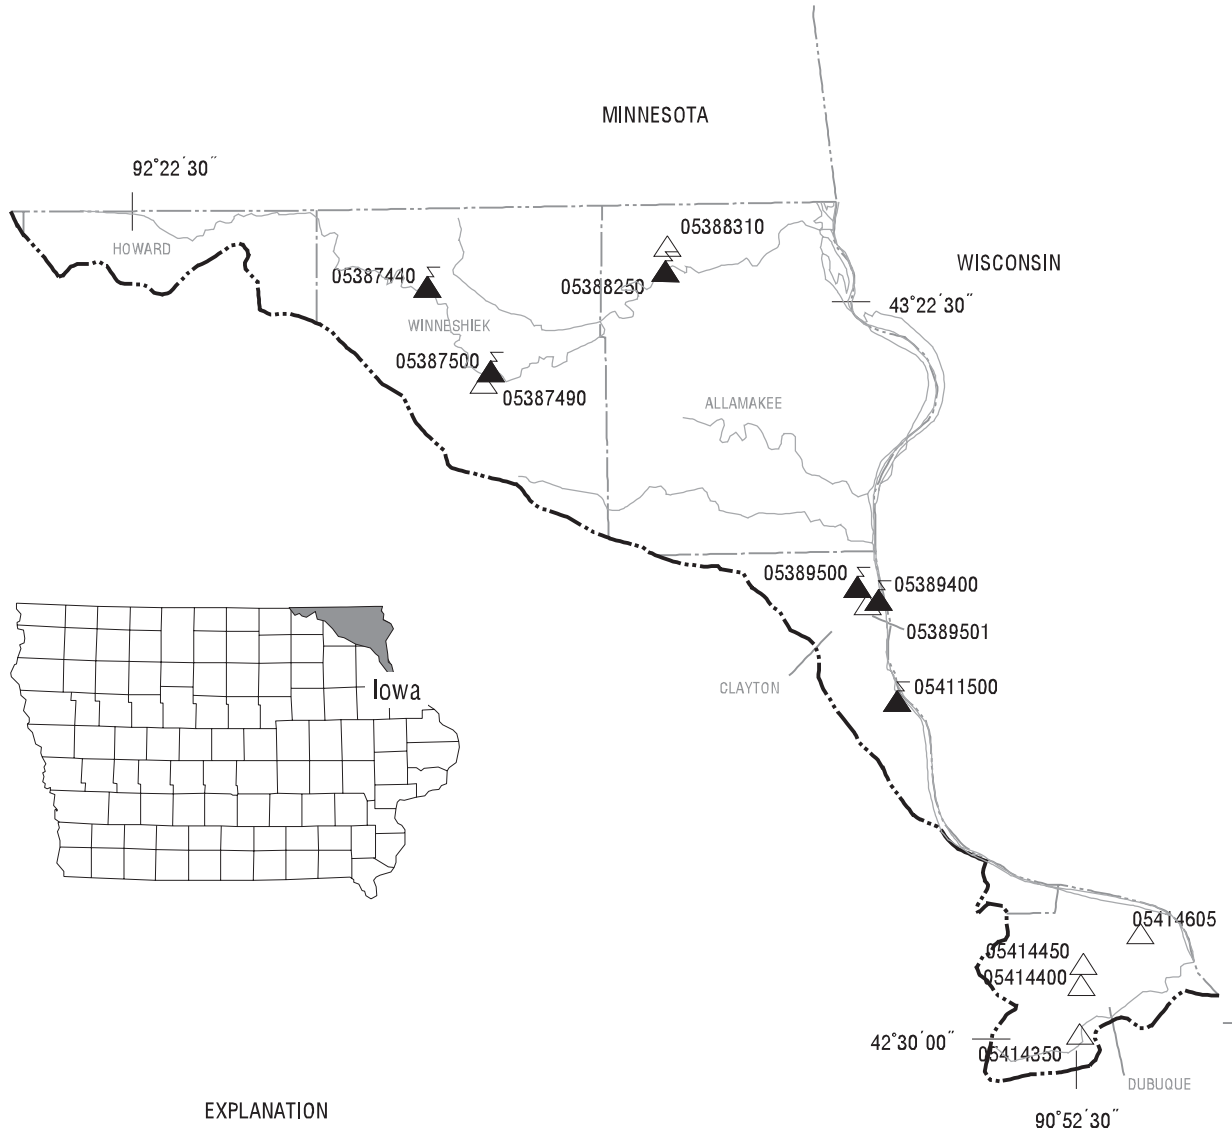 MINNESOTA
92°22′30″
05388310
HOWARD
WISCONSIN
05387440
05388250
43°22′30″
WINNESHIEK
05387500
05387490
ALLAMAKEE
05389500
05389400
05389501
CLAYTON
Iowa
05411500
05414605
05414450
05414400
42°30′00″
05414350
DUBUQUE
EXPLANATION
90°52′30″